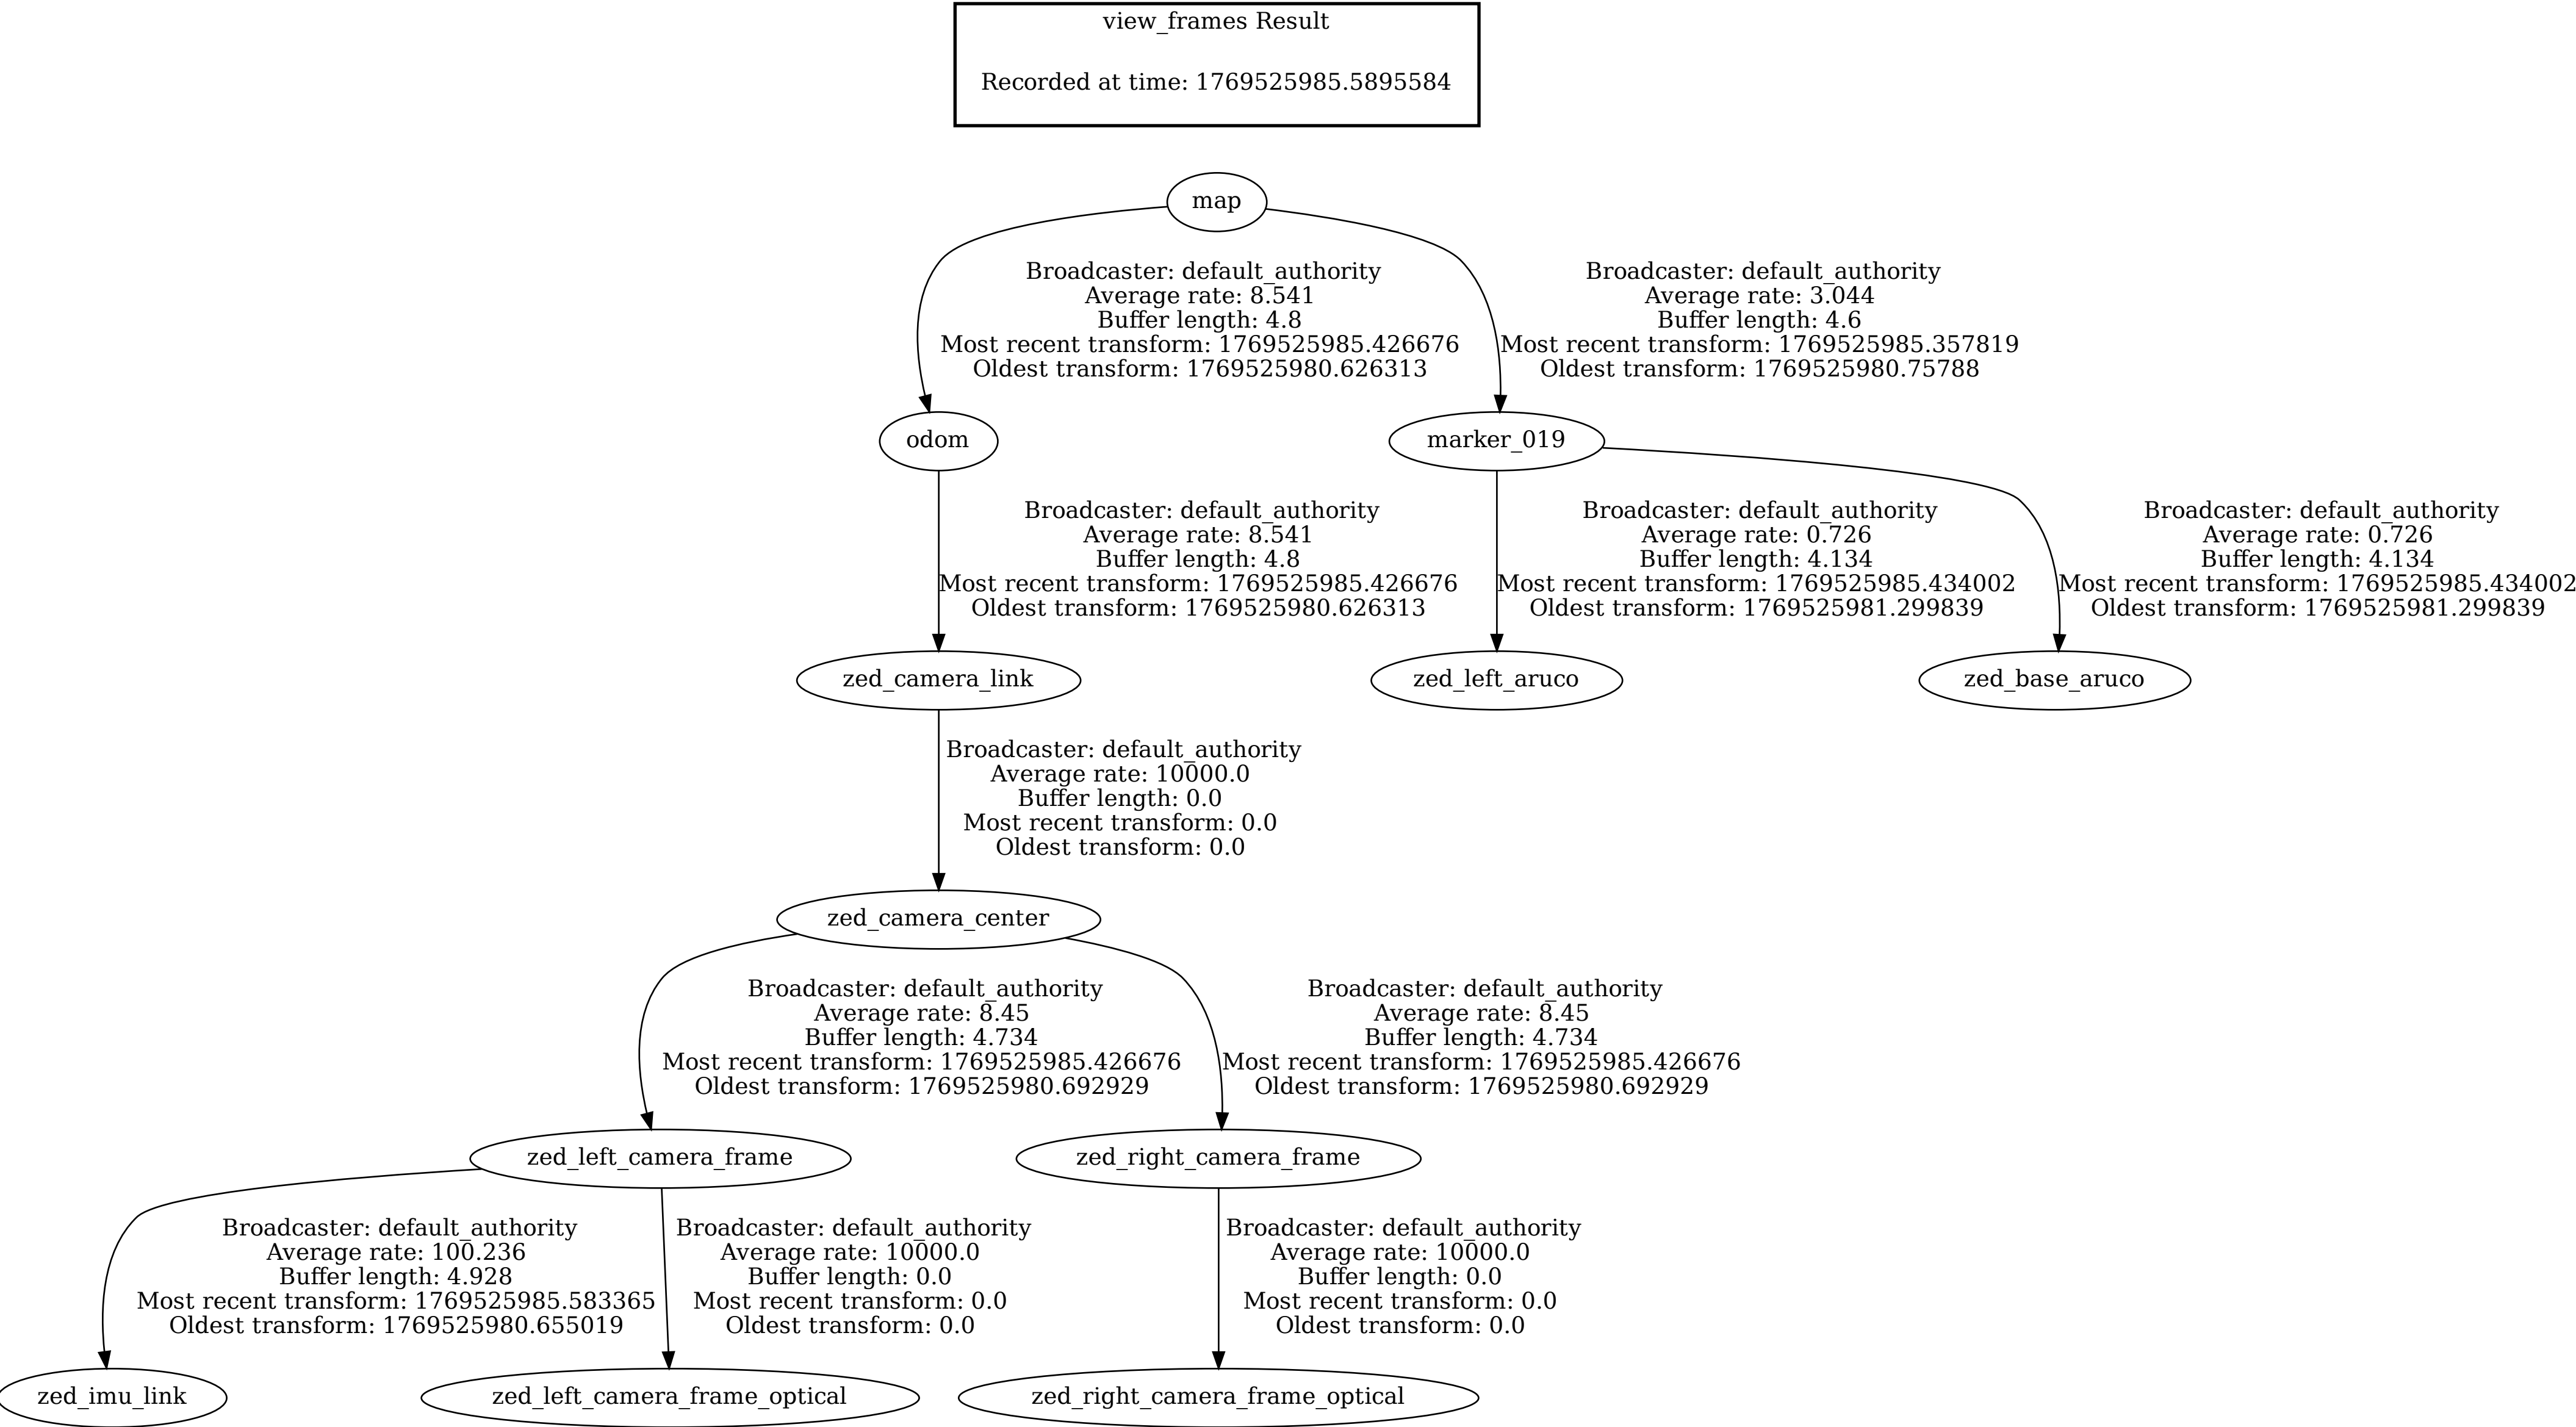 view_frames Result
Recorded at time: 1769525985.5895584
map
Broadcaster: default_authority
Average rate: 8.541
Buffer length: 4.8
Most recent transform: 1769525985.426676
Oldest transform: 1769525980.626313
Broadcaster: default_authority
Average rate: 3.044
Buffer length: 4.6
Most recent transform: 1769525985.357819
Oldest transform: 1769525980.75788
odom
marker_019
Broadcaster: default_authority
Average rate: 8.541
Buffer length: 4.8
Most recent transform: 1769525985.426676
Oldest transform: 1769525980.626313
Broadcaster: default_authority
Average rate: 0.726
Buffer length: 4.134
Most recent transform: 1769525985.434002
Oldest transform: 1769525981.299839
Broadcaster: default_authority
Average rate: 0.726
Buffer length: 4.134
Most recent transform: 1769525985.434002
Oldest transform: 1769525981.299839
zed_camera_link
zed_left_aruco
zed_base_aruco
Broadcaster: default_authority
Average rate: 10000.0
Buffer length: 0.0
Most recent transform: 0.0
Oldest transform: 0.0
zed_camera_center
Broadcaster: default_authority
Average rate: 8.45
Buffer length: 4.734
Most recent transform: 1769525985.426676
Oldest transform: 1769525980.692929
Broadcaster: default_authority
Average rate: 8.45
Buffer length: 4.734
Most recent transform: 1769525985.426676
Oldest transform: 1769525980.692929
zed_left_camera_frame
zed_right_camera_frame
Broadcaster: default_authority
Average rate: 100.236
Buffer length: 4.928
Most recent transform: 1769525985.583365
Oldest transform: 1769525980.655019
Broadcaster: default_authority
Average rate: 10000.0
Buffer length: 0.0
Most recent transform: 0.0
Oldest transform: 0.0
Broadcaster: default_authority
Average rate: 10000.0
Buffer length: 0.0
Most recent transform: 0.0
Oldest transform: 0.0
zed_imu_link
zed_left_camera_frame_optical
zed_right_camera_frame_optical